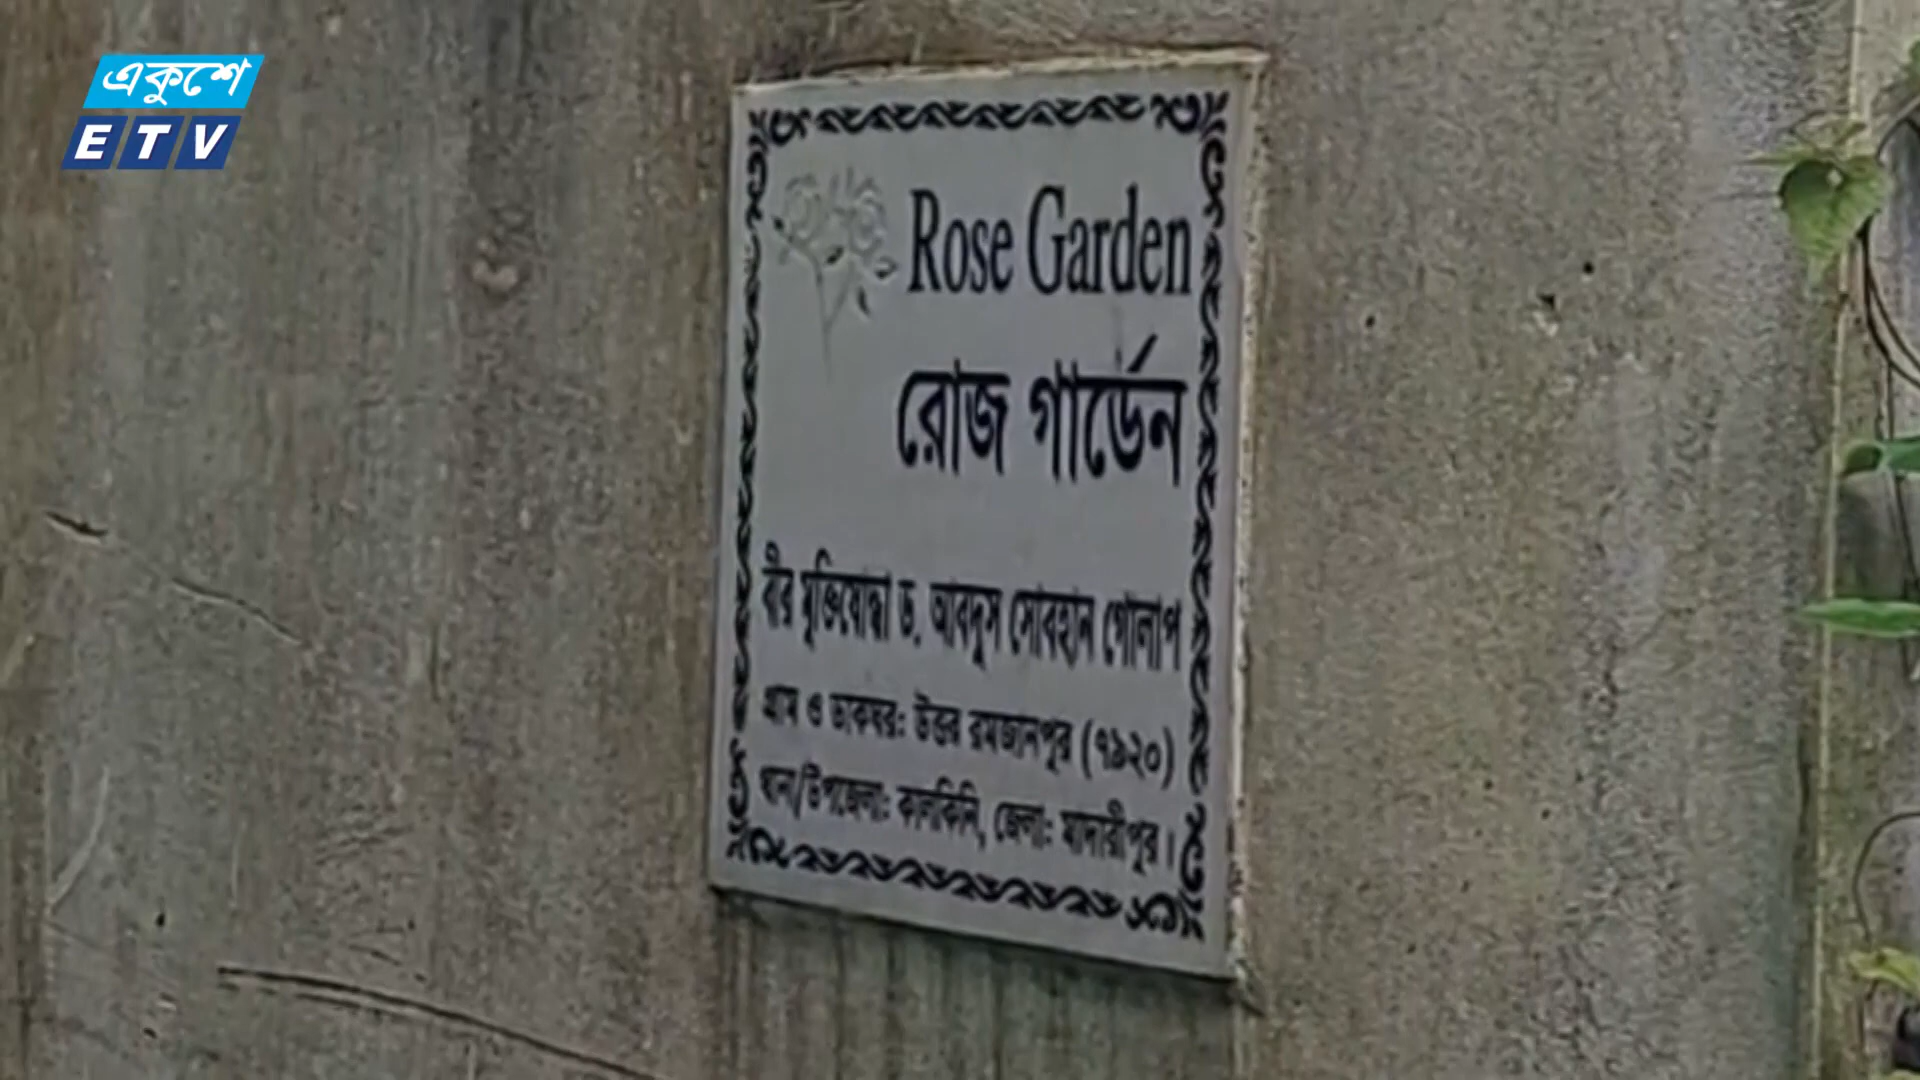 একুশে
ETV
Rose Garden
রোজ গার্ডেন
বীর মুক্তিযোদ্ধা ড. আবদুস সোবহান গোলাপ
গ্রাম ও ডাকঘর: উত্তর রমজানপুর (৭৯২০)
থানা/উপজেলা: কালকিনি, জেলা: মাদারীপুর।